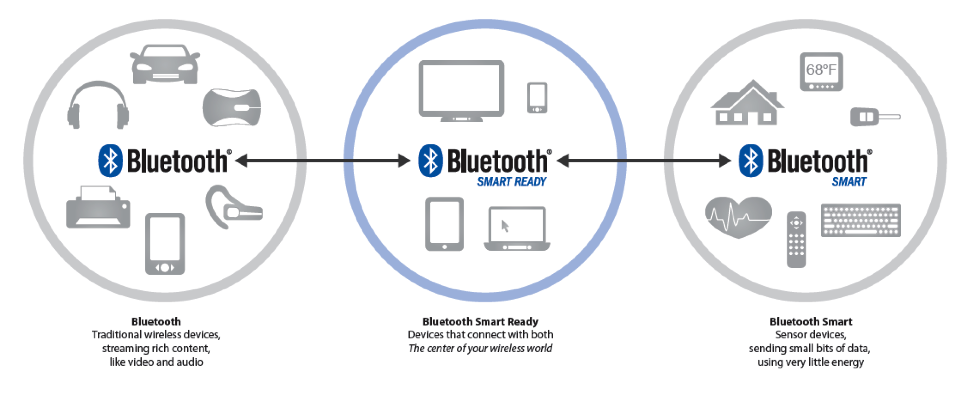 68°F
Bluetooth®
Bluetooth®
SMART READY
Bluetooth®
SMART
Bluetooth
Traditional wireless devices,
streaming rich content,
like video and audio
Bluetooth Smart Ready
Devices that connect with both
The center of your wireless world
Bluetooth Smart
Sensor devices,
sending small bits of data,
using very little energy